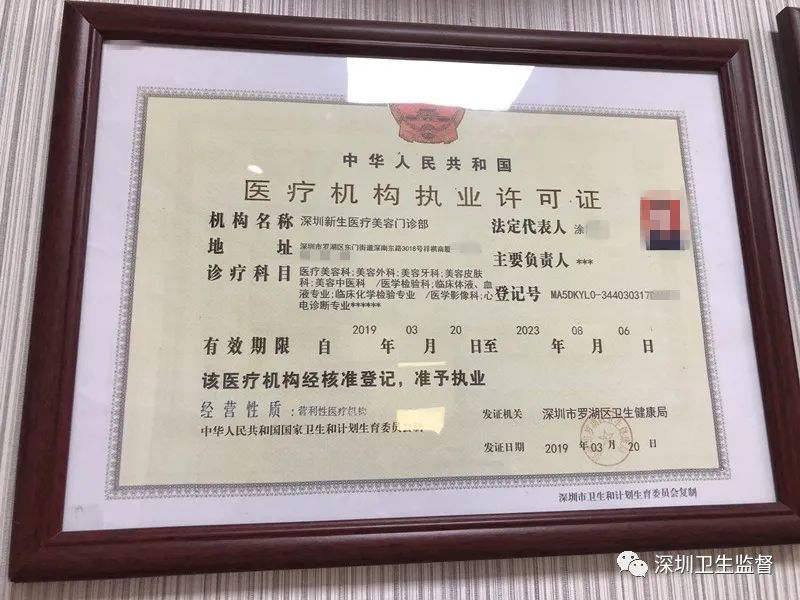 中华人民共和国
医疗机构执业许可证
机构名称 深圳新生医疗美容门诊部
法定代表人 涂
地址 深圳市罗湖区东门街道深南东路3016号
主要负责人 ***
诊疗科目 医疗美容科;美容外科;美容牙科;美容皮肤
科;美容中医科 /医学检验科;临床体液、血
液专业;临床化学检验专业 /医学影像科;心
电诊断专业******
登记号 MA5DKYL0-344030317D
有效期限 自 2019 年 03 月 20 日至 2023 年 08 月 06 日
该医疗机构经核准登记，准予执业
经营性质：营利性医疗机构
发证机关 深圳市罗湖区卫生健康局
中华人民共和国国家卫生和计划生育委员会
发证日期 2019 年 03 月 20 日
深圳市卫生和计划生育委员会复制
深圳卫生监督